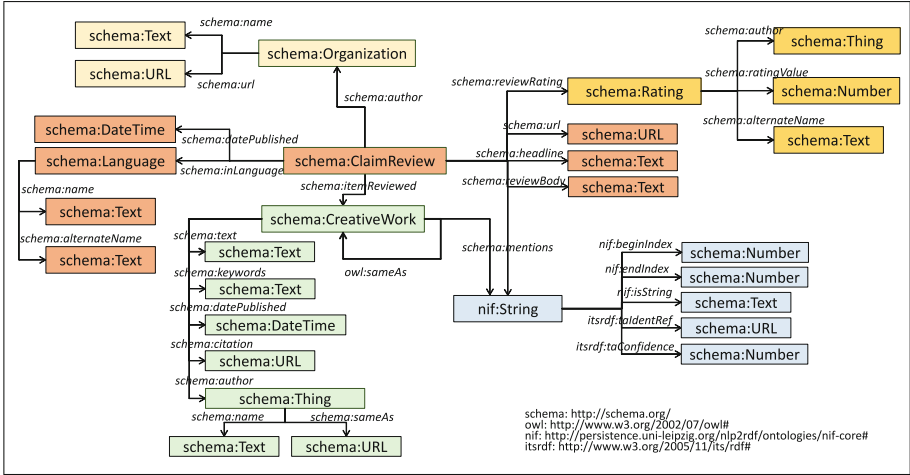 schema:name
schema:Text
schema:Organization
schema:URL
schema:url
schema:author
schema:DateTime
schema:datePublished
schema:Language
schema:ClaimReview
schema:inLanguage
schema:name
schema:Text
schema:alternateName
schema:Text
schema:itemReviewed
schema:CreativeWork
owl:sameAs
schema:text
schema:Text
schema:keywords
schema:Text
schema:datePublished
schema:DateTime
schema:citation
schema:URL
schema:author
schema:Thing
schema:name
schema:sameAs
schema:Text
schema:URL
schema:reviewRating
schema:Rating
schema:author
schema:Thing
schema:ratingValue
schema:Number
schema:alternateName
schema:Text
schema:url
schema:URL
schema:headline
schema:Text
schema:reviewBody
schema:Text
schema:mentions
nif:String
nif:beginIndex
schema:Number
nif:endIndex
schema:Number
nif:isString
schema:Text
itsrdf:taIdentRef
schema:URL
itsrdf:taConfidence
schema:Number
schema: http://schema.org/
owl: http://www.w3.org/2002/07/owl#
nif: http://persistence.uni-leipzig.org/nlp2rdf/ontologies/nif-core#
itsrdf: http://www.w3.org/2005/11/its/rdf#